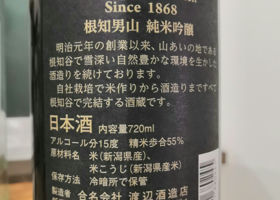 Since 1868
根知男山 純米吟醸
明治元年の創業以来、山あいの地である
根知谷で雪深い自然豊かな環境を生かした
酒造りを続けております。
自社栽培で米作りから酒造りまですべて
根知谷で完結する酒蔵です。
日本酒 内容量720ml
アルコール分15度 精米歩合55%
原材料名 米(新潟県産)、
米こうじ(新潟県産米)
保存方法 冷暗所で保管
製造者 合名会社 渡辺酒造店